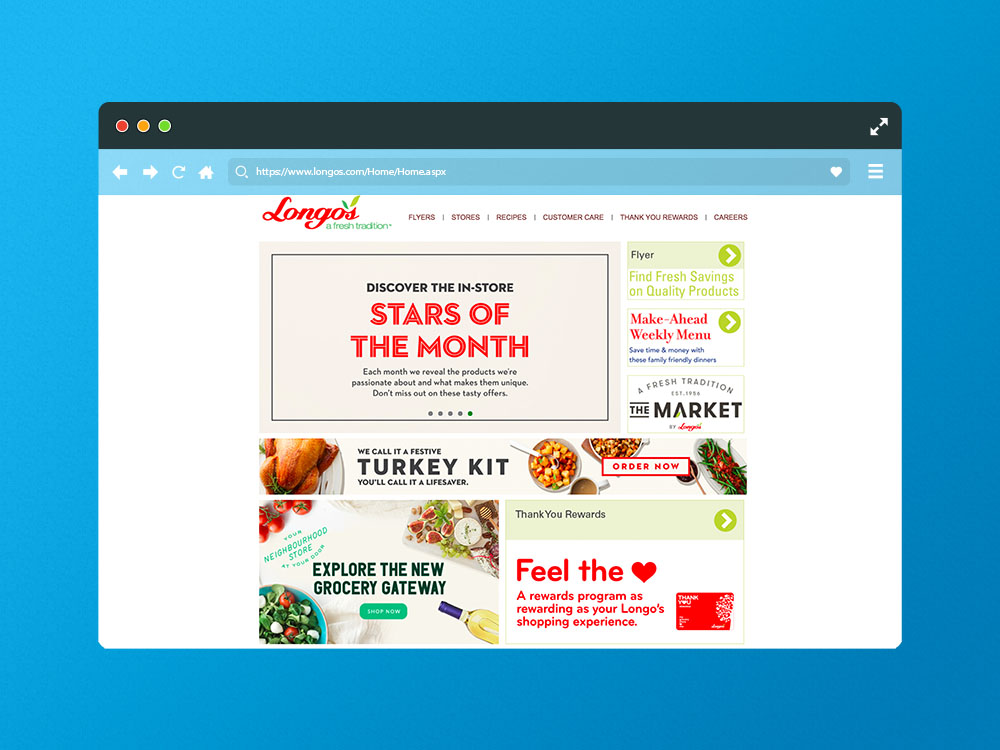 https://www.longos.com/Home/Home.aspx
Longo's
a fresh tradition
FLYERS | STORES | RECIPES | CUSTOMER CARE | THANK YOU REWARDS | CAREERS
DISCOVER THE IN-STORE
STARS OF
THE MONTH
Each month we reveal the products we're
passionate about and what makes them unique.
Don't miss out on these tasty offers.
Flyer
Find Fresh Savings
on Quality Products
Make-Ahead
Weekly Menu
Save time & money with
these family friendly dinners
A FRESH TRADITION
EST. 1956
THE MARKET
BY Longo's
WE CALL IT A FESTIVE
TURKEY KIT
YOU'LL CALL IT A LIFESAVER.
ORDER NOW
YOUR
NEIGHBOURHOOD
STORE
AT YOUR DOOR
EXPLORE THE NEW
GROCERY GATEWAY
SHOP NOW
ThankYou Rewards
Feel the
A rewards program as
rewarding as your Longo's
shopping experience.
THANK
YOU
Longo's